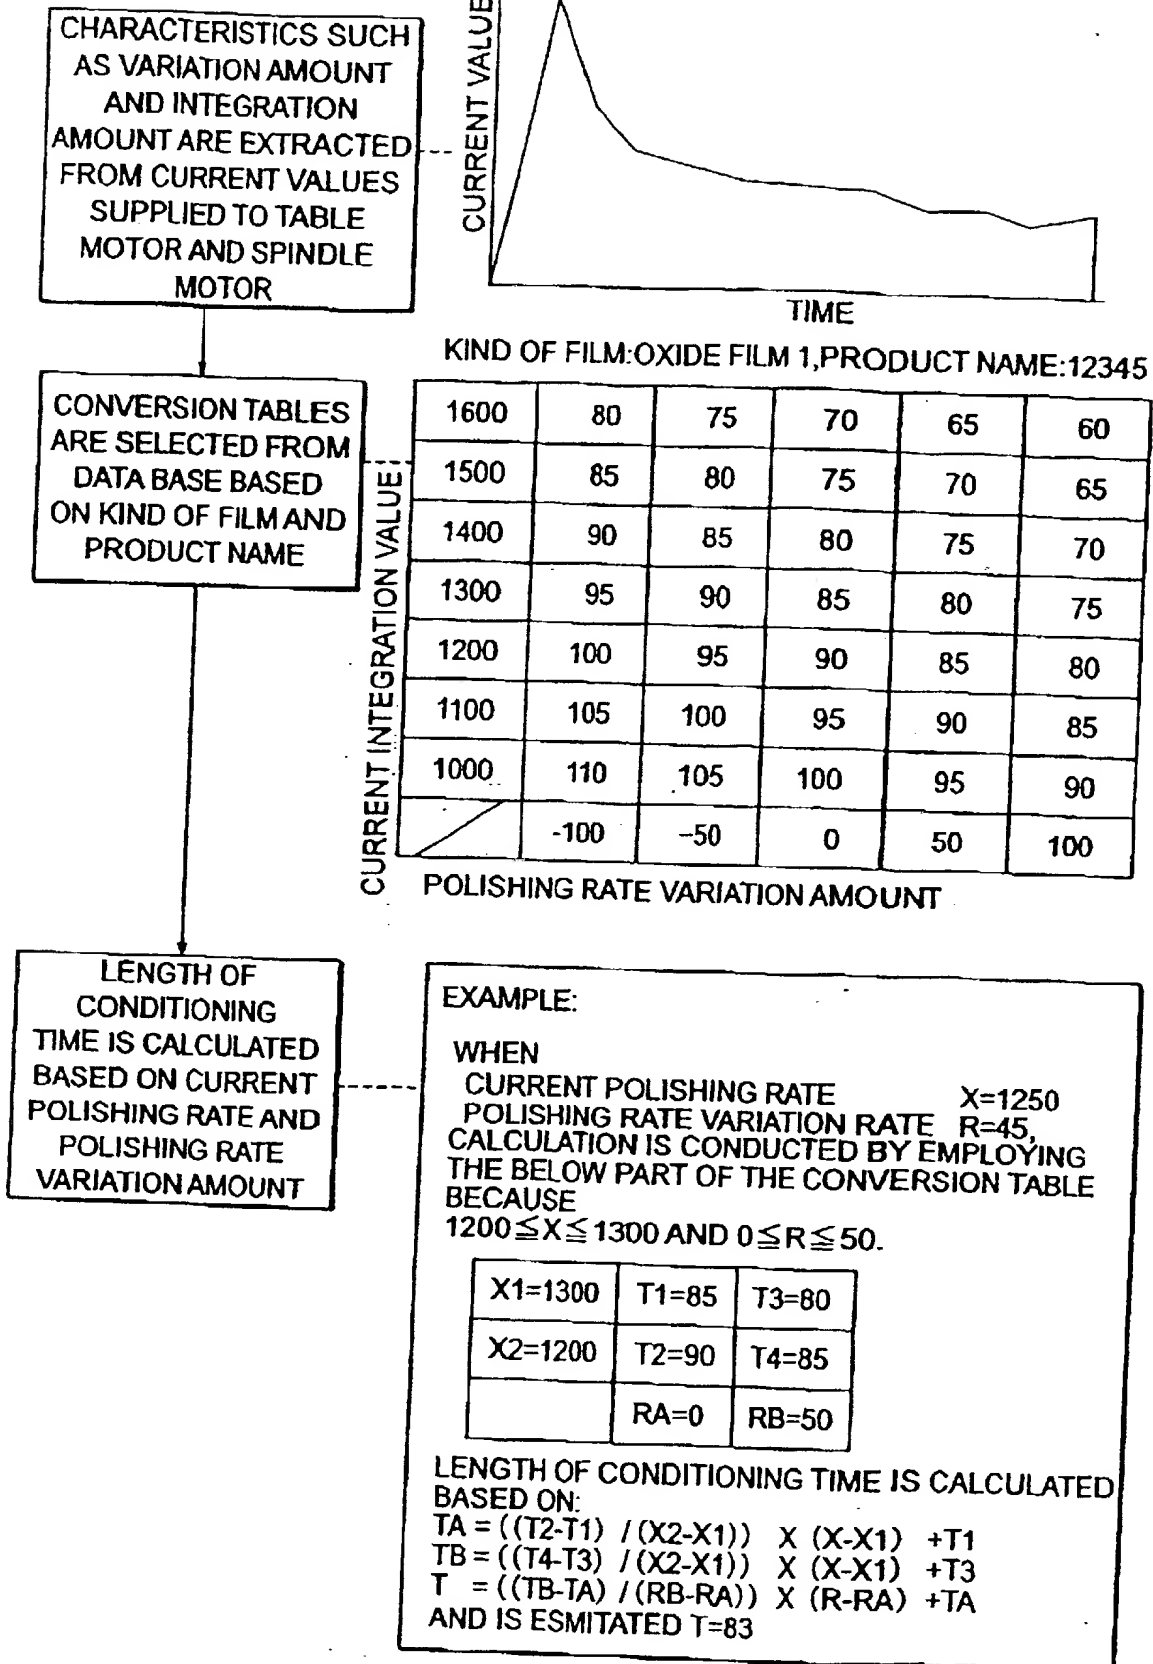 CHARACTERISTICS SUCH
AS VARIATION AMOUNT
AND INTEGRATION
AMOUNT ARE EXTRACTED
FROM CURRENT VALUES
SUPPLIED TO TABLE
MOTOR AND SPINDLE
MOTOR
CURRENT VALUE
TIME
KIND OF FILM:OXIDE FILM 1,PRODUCT NAME:12345
CONVERSION TABLES
ARE SELECTED FROM
DATA BASE BASED
ON KIND OF FILM AND
PRODUCT NAME
CURRENT INTEGRATION VALUE
1600 80 75 70 65 60
1500 85 80 75 70 65
1400 90 85 80 75 70
1300 95 90 85 80 75
1200 100 95 90 85 80
1100 105 100 95 90 85
1000 110 105 100 95 90
-100 -50 0 50 100
POLISHING RATE VARIATION AMOUNT
LENGTH OF
CONDITIONING
TIME IS CALCULATED
BASED ON CURRENT
POLISHING RATE AND
POLISHING RATE
VARIATION AMOUNT
EXAMPLE:
WHEN
CURRENT POLISHING RATE X=1250
POLISHING RATE VARIATION RATE R=45,
CALCULATION IS CONDUCTED BY EMPLOYING
THE BELOW PART OF THE CONVERSION TABLE
BECAUSE
1200≦X≦1300 AND 0≦R≦50.
X1=1300 T1=85 T3=80
X2=1200 T2=90 T4=85
RA=0 RB=50
LENGTH OF CONDITIONING TIME IS CALCULATED
BASED ON:
TA = ((T2-T1) / (X2-X1)) X (X-X1) +T1
TB = ((T4-T3) / (X2-X1)) X (X-X1) +T3
T = ((TB-TA) / (RB-RA)) X (R-RA) +TA
AND IS ESMITATED T=83